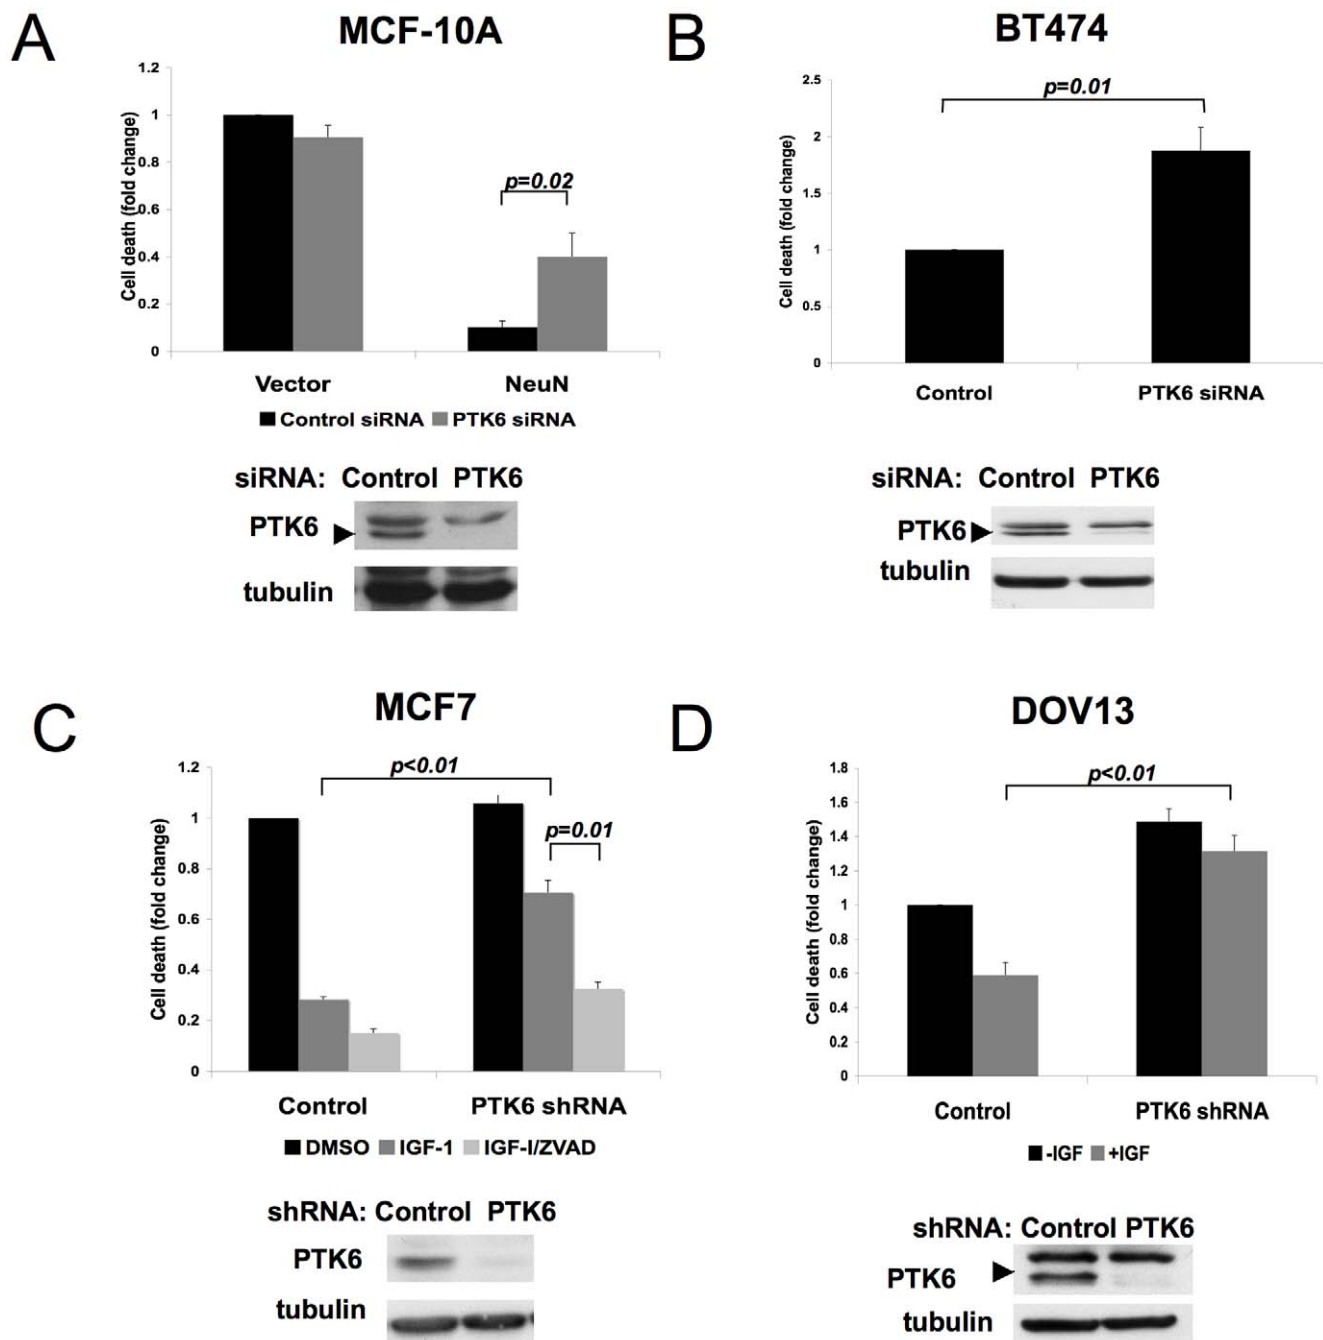 A
MCF-10A
Cell death (fold change)
1.2
1
0.8
0.6
0.4
0.2
0
p=0.02
Vector
NeuN
Control siRNA
PTK6 siRNA
siRNA: Control PTK6
PTK6
tubulin
B
BT474
Cell death (fold change)
2.5
2
1.5
1
0.5
0
p=0.01
Control
PTK6 siRNA
siRNA: Control PTK6
PTK6
tubulin
C
MCF7
Cell death (fold change)
1.2
1
0.8
0.6
0.4
0.2
0
p<0.01
p=0.01
Control
PTK6 shRNA
DMSO
IGF-1
IGF-I/ZVAD
shRNA: Control PTK6
PTK6
tubulin
D
DOV13
Cell death (fold change)
1.8
1.6
1.4
1.2
1
0.8
0.6
0.4
0.2
0
p<0.01
Control
PTK6 shRNA
-IGF
+IGF
shRNA: Control PTK6
PTK6
tubulin